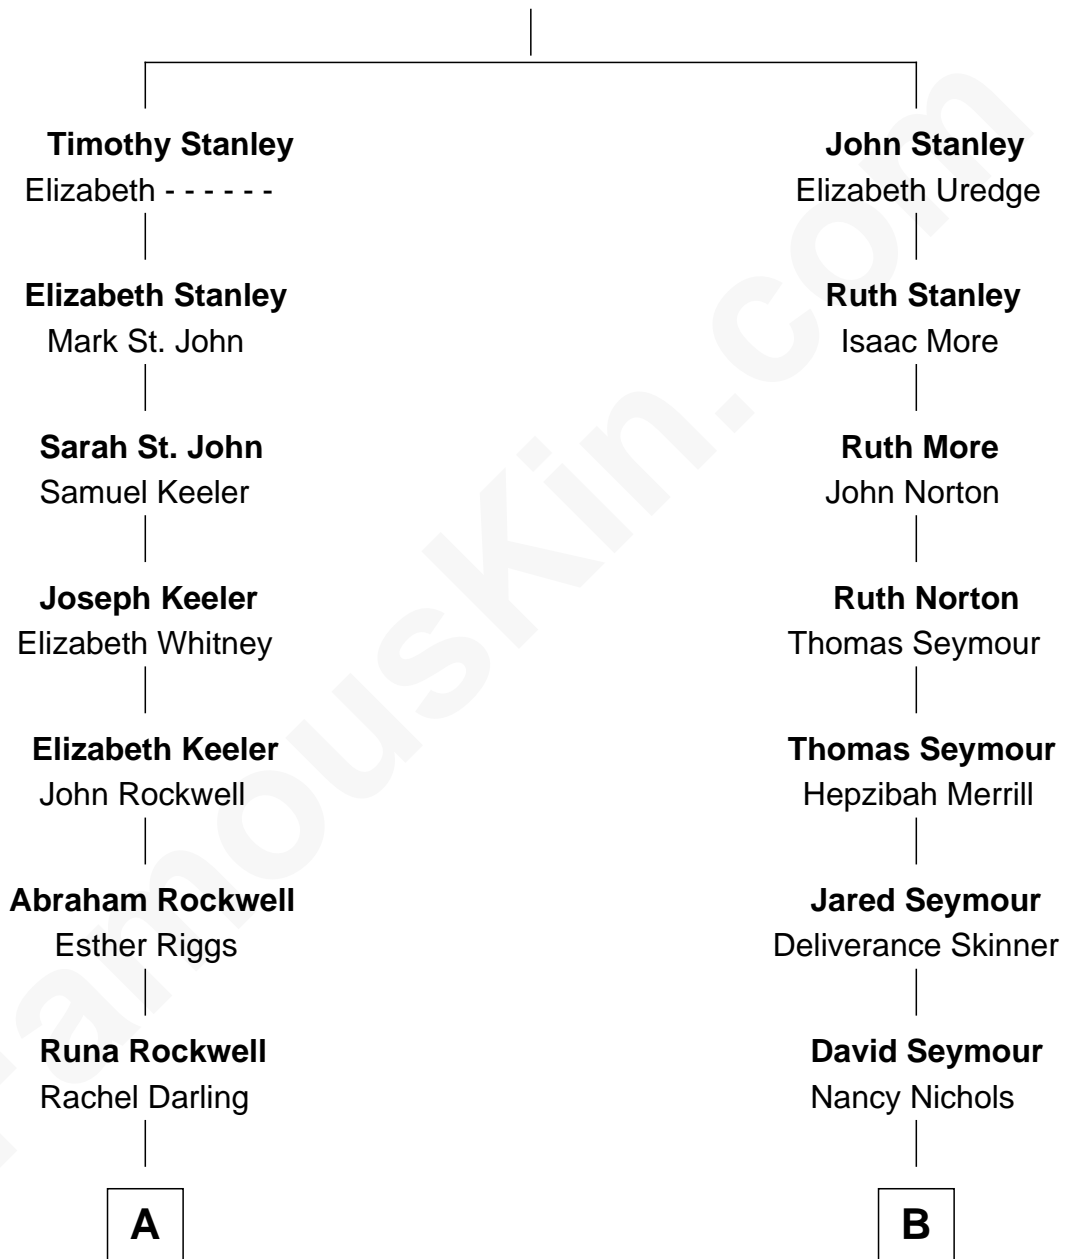 Timothy Stanley
Elizabeth - - - - - -
Elizabeth Stanley
Mark St. John
Sarah St. John
Samuel Keeler
Joseph Keeler
Elizabeth Whitney
Elizabeth Keeler
John Rockwell
Abraham Rockwell
Esther Riggs
Runa Rockwell
Rachel Darling
A
John Stanley
Elizabeth Uredge
Ruth Stanley
Isaac More
Ruth More
John Norton
Ruth Norton
Thomas Seymour
Thomas Seymour
Hepzibah Merrill
Jared Seymour
Deliverance Skinner
David Seymour
Nancy Nichols
B
FamousKin.com